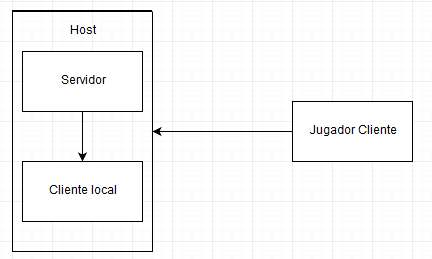 Host
Servidor
Jugador Cliente
Cliente local